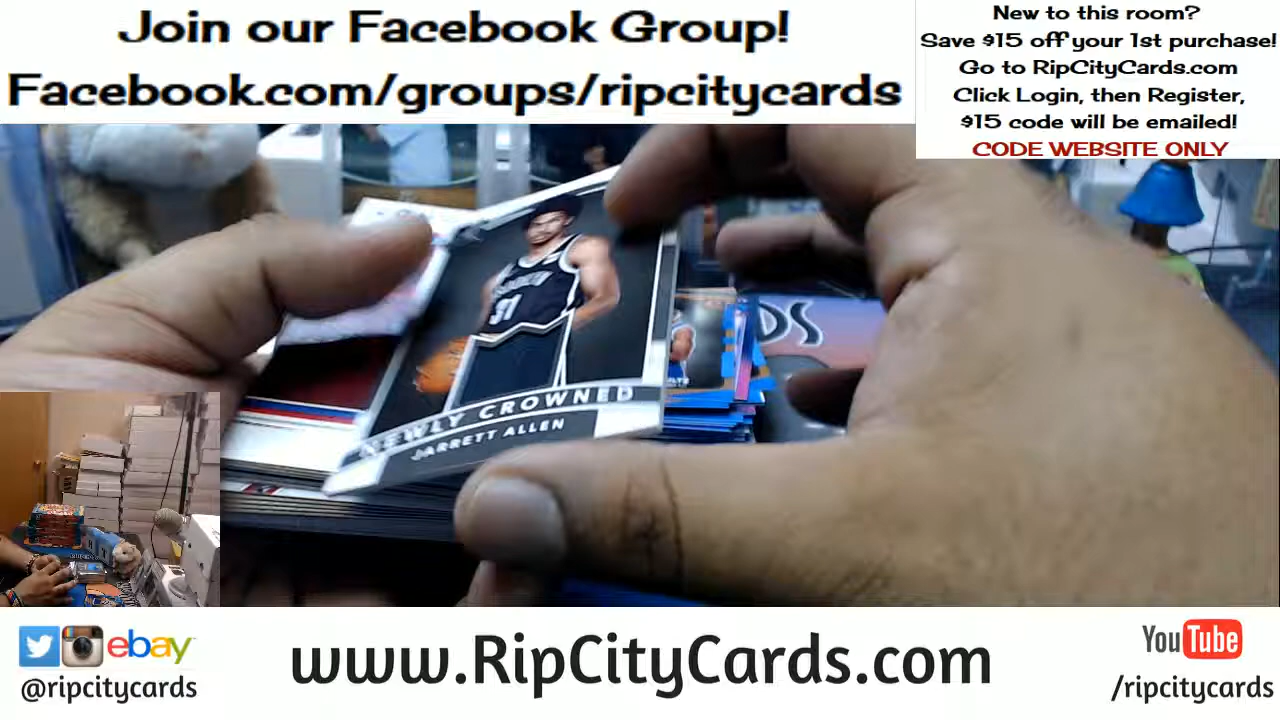 Join our Facebook Group!
Facebook.com/groups/ripcitycards
New to this room?
Save $15 off your 1st purchase!
Go to RipCityCards.com
Click Login, then Register,
$15 code will be emailed!
CODE WEBSITE ONLY
31
NEWLY CROWNED
JARRETT ALLEN
DS
ebay
@ripcitycards
www.RipCityCards.com
YouTube
/ripcitycards